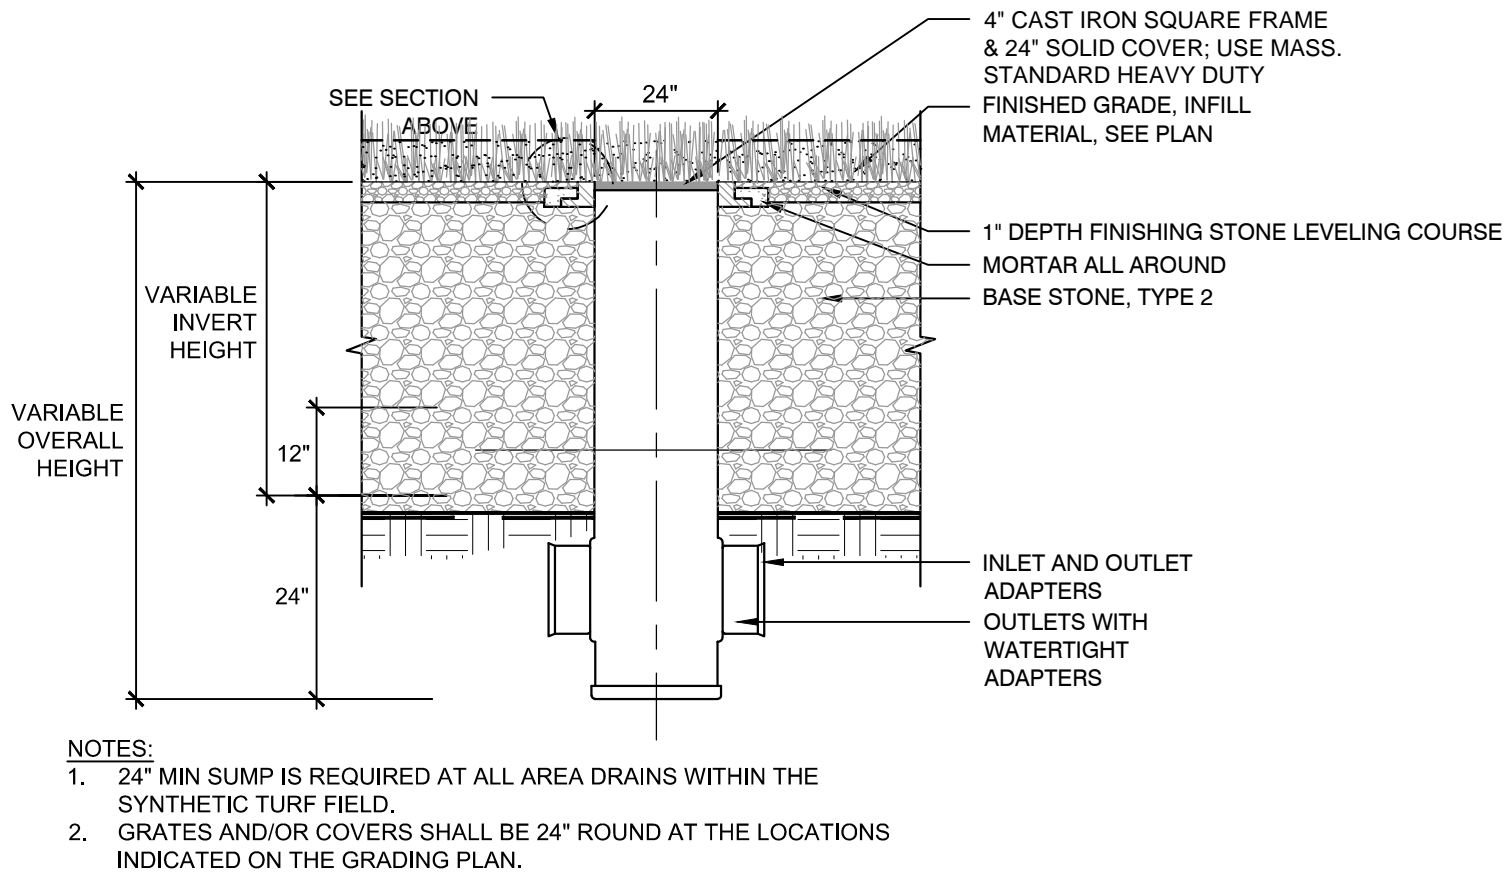 4" CAST IRON SQUARE FRAME
& 24" SOLID COVER; USE MASS.
STANDARD HEAVY DUTY
FINISHED GRADE, INFILL
MATERIAL, SEE PLAN
SEE SECTION
ABOVE
24"
1" DEPTH FINISHING STONE LEVELING COURSE
MORTAR ALL AROUND
BASE STONE, TYPE 2
VARIABLE
INVERT
HEIGHT
VARIABLE
OVERALL
HEIGHT
12"
24"
INLET AND OUTLET
ADAPTERS
OUTLETS WITH
WATERTIGHT
ADAPTERS
NOTES:
1. 24" MIN SUMP IS REQUIRED AT ALL AREA DRAINS WITHIN THE
SYNTHETIC TURF FIELD.
2. GRATES AND/OR COVERS SHALL BE 24" ROUND AT THE LOCATIONS
INDICATED ON THE GRADING PLAN.